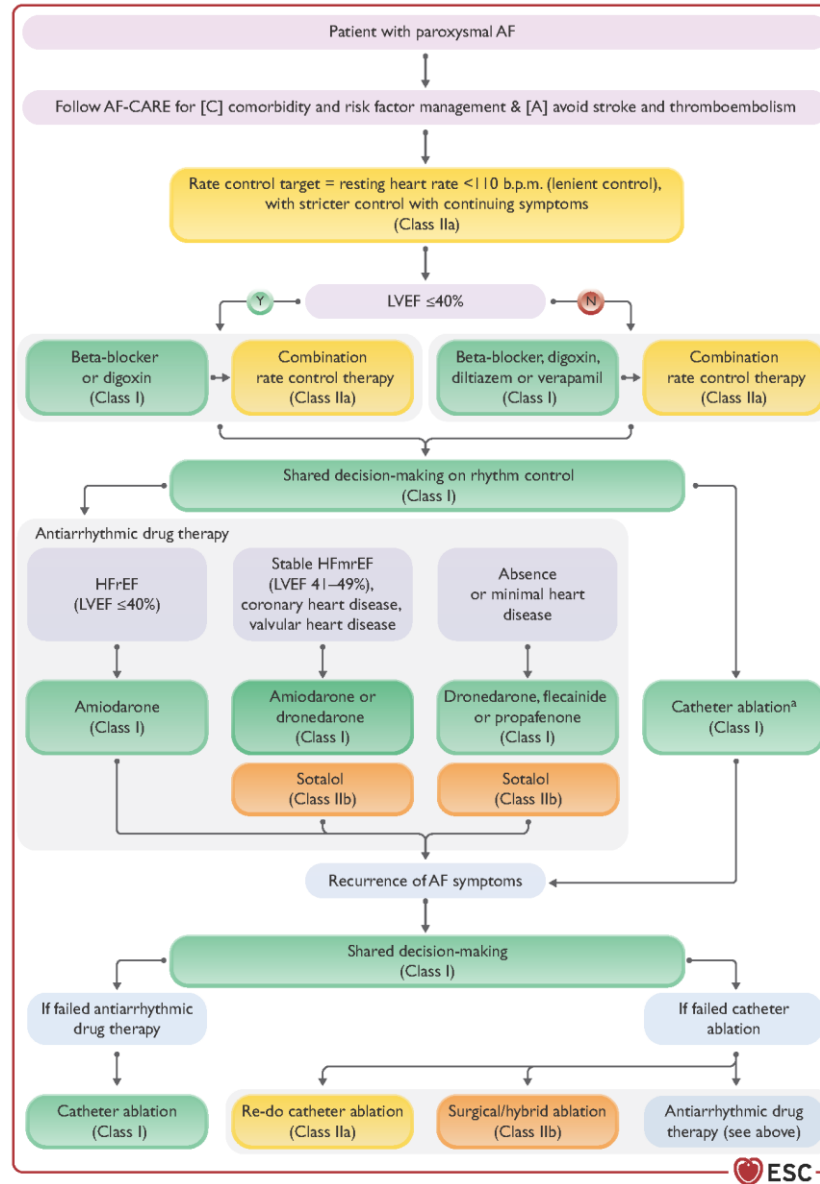 Patient with paroxysmal AF
Follow AF-CARE for [C] comorbidity and risk factor management & [A] avoid stroke and thromboembolism
Rate control target = resting heart rate <110 b.p.m. (lenient control),
with stricter control with continuing symptoms
(Class IIa)
Y
LVEF ≤40%
N
Beta-blocker
or digoxin
(Class I)
Combination
rate control therapy
(Class IIa)
Beta-blocker, digoxin,
diltiazem or verapamil
(Class I)
Combination
rate control therapy
(Class IIa)
Shared decision-making on rhythm control
(Class I)
Antiarrhythmic drug therapy
HFrEF
(LVEF ≤40%)
Stable HFmrEF
(LVEF 41–49%),
coronary heart disease,
valvular heart disease
Absence
or minimal heart
disease
Amiodarone
(Class I)
Amiodarone or
dronedarone
(Class I)
Dronedarone, flecainide
or propafenone
(Class I)
Catheter ablationᵃ
(Class I)
Sotalol
(Class IIb)
Sotalol
(Class IIb)
Recurrence of AF symptoms
Shared decision-making
(Class I)
If failed antiarrhythmic
drug therapy
If failed catheter
ablation
Catheter ablation
(Class I)
Re-do catheter ablation
(Class IIa)
Surgical/hybrid ablation
(Class IIb)
Antiarrhythmic drug
therapy (see above)
ESC